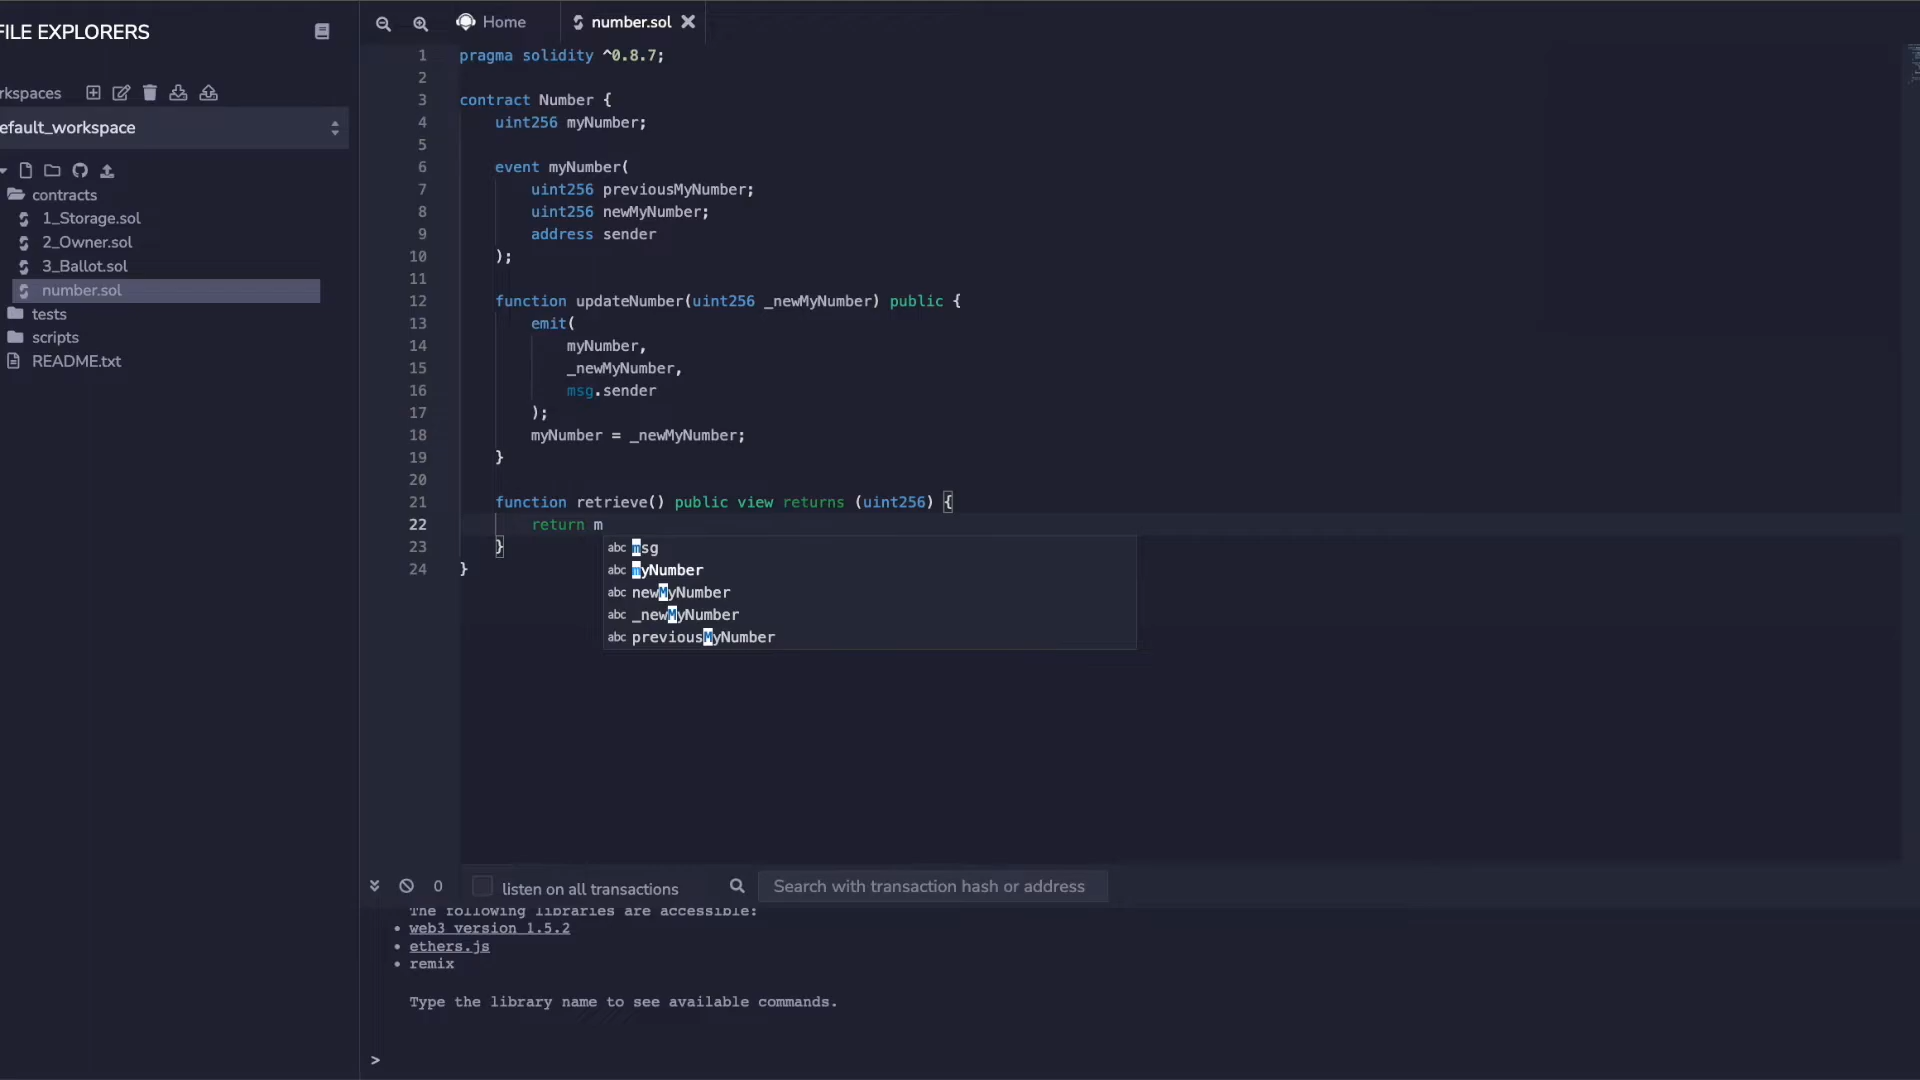 FILE EXPLORERS
rkspaces
efault_workspace
contracts
1_Storage.sol
2_Owner.sol
3_Ballot.sol
number.sol
tests
scripts
README.txt
Home
number.sol
1 pragma solidity ^0.8.7;
2
3 contract Number {
4 uint256 myNumber;
5
6 event myNumber(
7 uint256 previousMyNumber;
8 uint256 newMyNumber;
9 address sender
10 );
11
12 function updateNumber(uint256 _newMyNumber) public {
13 emit(
14 myNumber,
15 _newMyNumber,
16 msg.sender
17 );
18 myNumber = _newMyNumber;
19 }
20
21 function retrieve() public view returns (uint256) {
22 return m
23 }
24 }
abc msg
abc myNumber
abc newMyNumber
abc _newMyNumber
abc previousMyNumber
0 listen on all transactions Search with transaction hash or address
The following libraries are accessible:
• web3 version 1.5.2
• ethers.js
• remix
Type the library name to see available commands.
>